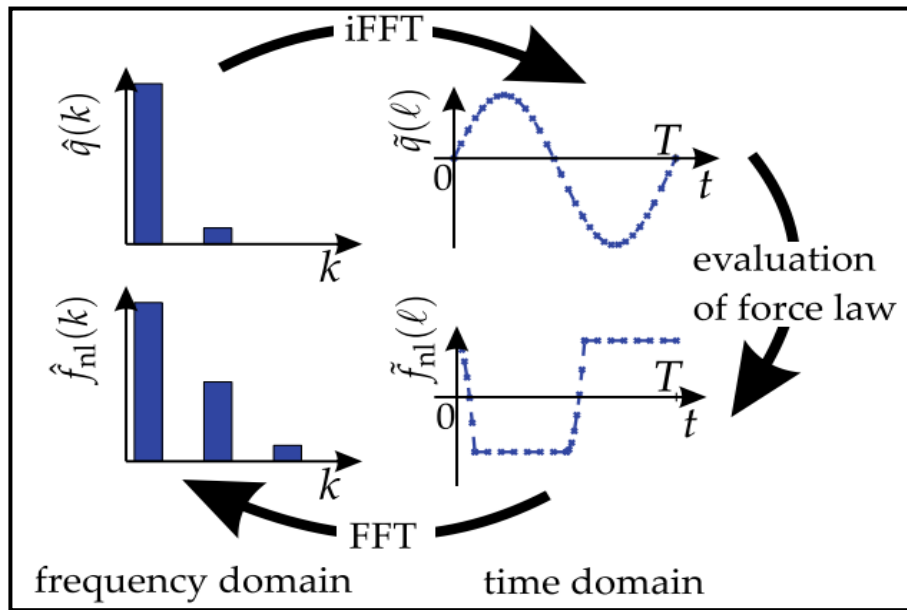 iFFT
q̂(k)
k
q̃(ℓ)
0
T
t
evaluation
of force law
f̂nl(k)
k
f̃nl(ℓ)
0
T
t
FFT
frequency domain
time domain